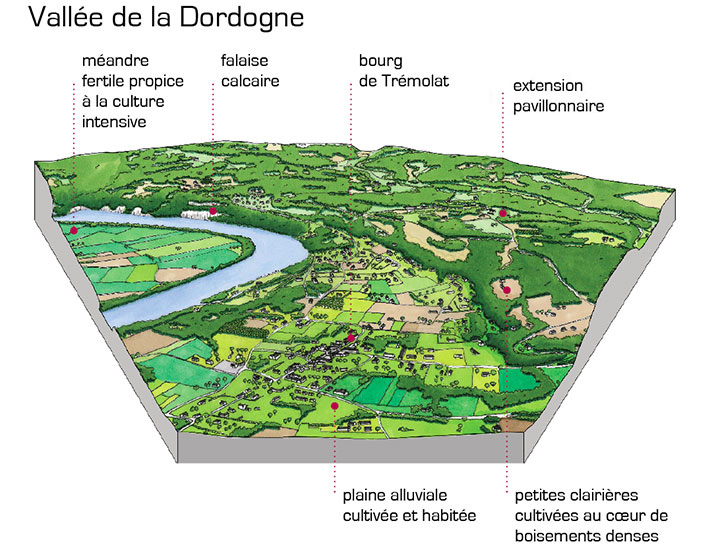 Vallée de la Dordogne
méandre
fertile propice
à la culture
intensive
falaise
calcaire
bourg
de Trémolat
extension
pavillonnaire
plaine alluviale
cultivée et habitée
petites clairières
cultivées au cœur de
boisements denses